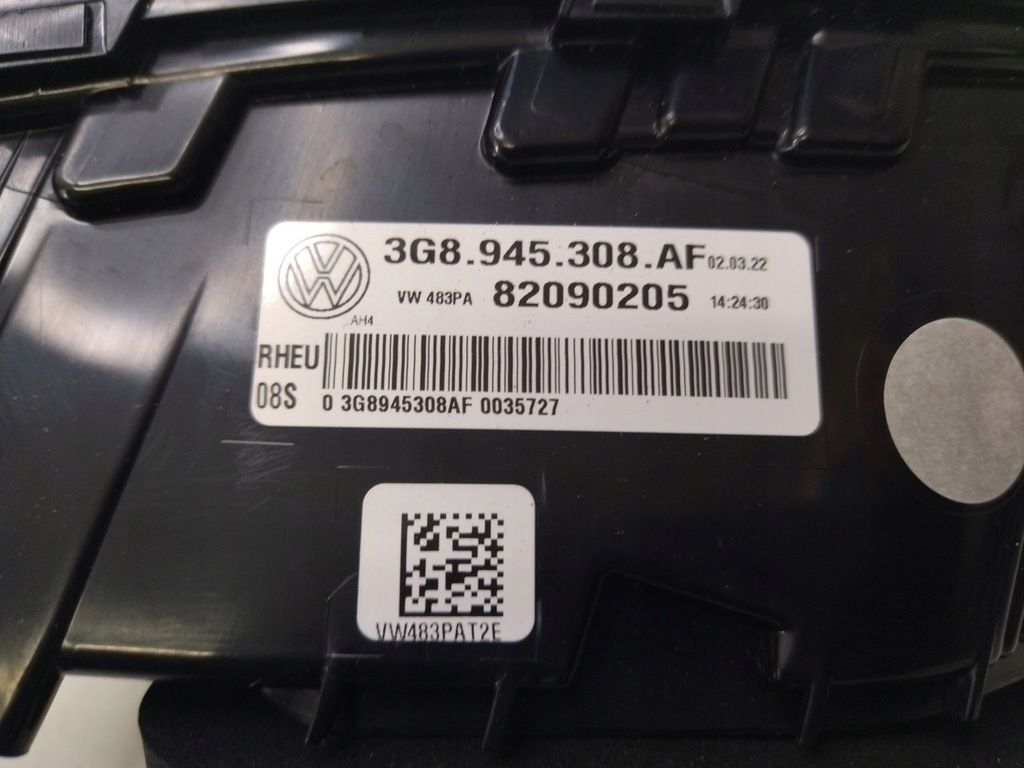 3G8.945.308.AF 02.03.22
VW 483PA 82090205 14:24:30
AH4
RHEU
08S
0 3G8945308AF 0035727
VW483PAT2E